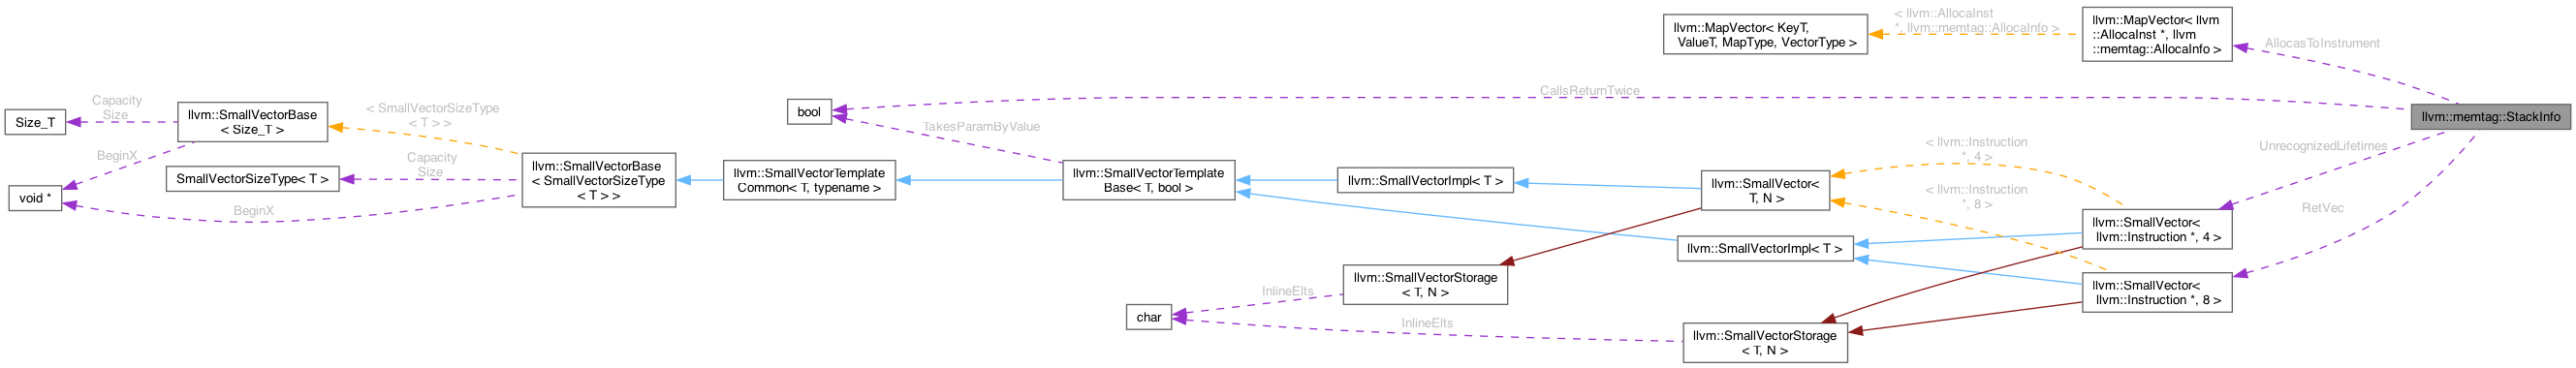 llvm::MapVector< KeyT,
ValueT, MapType, VectorType >
< llvm::AllocaInst
*, llvm::memtag::AllocaInfo >
llvm::MapVector< llvm
::AllocaInst *, llvm
::memtag::AllocaInfo >
AllocasToInstrument
llvm::memtag::StackInfo
CallsReturnTwice
bool
TakesParamByValue
Size_T
Capacity
Size
llvm::SmallVectorBase
< Size_T >
< SmallVectorSizeType
< T > >
BeginX
void *
SmallVectorSizeType< T >
Capacity
Size
BeginX
llvm::SmallVectorBase
< SmallVectorSizeType
< T > >
llvm::SmallVectorTemplate
Common< T, typename >
llvm::SmallVectorTemplate
Base< T, bool >
llvm::SmallVectorImpl< T >
llvm::SmallVector<
T, N >
< llvm::Instruction
*, 4 >
< llvm::Instruction
*, 8 >
UnrecognizedLifetimes
RetVec
llvm::SmallVector<
llvm::Instruction *, 4 >
llvm::SmallVectorImpl< T >
llvm::SmallVector<
llvm::Instruction *, 8 >
llvm::SmallVectorStorage
< T, N >
InlineElts
char
InlineElts
llvm::SmallVectorStorage
< T, N >